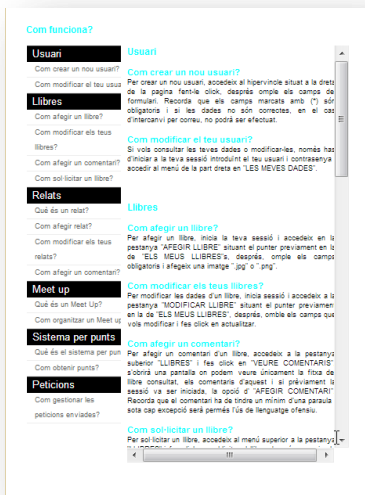 Com funciona?
Usuari
Com crear un nou usuari?
Com modificar el teu usua
Llibres
Com afegir un llibre?
Com modificar els teus
llibres?
Com afegir un comentari?
Com sol·licitar un llibre?
Relats
Qué és un relat?
Com afegir relat?
Com modificar els teus
relats?
Com afegir un comentari?
Meet up
Qué és un Meet Up?
Com organitzar un Meet up
Sistema per punts
Qué és el sistema per pun
Com obtenir punts?
Peticions
Com gestionar les
peticions enviades?
Usuari
Com crear un nou usuari?
Per crear un nou usuari, accedeix al hipervincle situat a la dreta
de la pagina fent-le click, després omple els camps del
formulari. Recorda que els camps marcats amb (*) són
obligatoris i si les dades no són correctes, en el cas
d'intercanvi per correu, no podrá ser efectuat.
Com modificar el teu usuari?
Si vols consultar les teves dades o modificar-les, només has
d'iniciar a la teva sessió introduint el teu usuari i contrasenya
accedir al menú de la part dreta en "LES MEVES DADES".
Llibres
Com afegir un llibre?
Per afegir un llibre, inicia la teva sessió i accedeix en la
pestanya "AFEGIR LLIBRE" situant el punter previament en
de "ELS MEUS LLIBRES's, després, omple els camps
obligatoris i afegeix una imatge ".jpg" o ".png".
Com modificar els teus llibres?
Per modificar les dades d'un llibre, inicia sessió i accedeix a la
pestanya "MODIFICAR LLIBRE" situant el punter previamen
en la de "ELS MEUS LLIBRES", després, omble els camps que
vols modificar i fes click en actualitzar.
Com afegir un comentari?
Per afegir un comentari d'un llibre, accedeix a la pestanya
suberior "LLIBRES" i fes click en "VEURE COMENTARIS"
s'obrirá una pantalla on podem veure únicament la fitxa de
llibre consultat, els comentaris d'aquest i si préviament la
sessió va ser iniciada, la opció d' "AFEGIR COMENTARI"
Recorda que el comentari ha de tindre un mínim d'una paraula
sota cap excepció será permés l'ús de llenguatge ofensiu.
Com sol·licitar un llibre?
Per sol·licitar un llibre, accedeix al menú superior a la pestanya